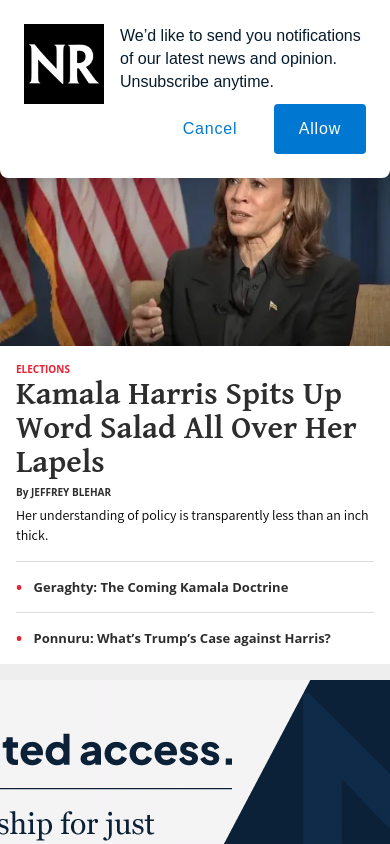 NR
We’d like to send you notifications
of our latest news and opinion.
Unsubscribe anytime.
Cancel
Allow
ELECTIONS
Kamala Harris Spits Up
Word Salad All Over Her
Lapels
By JEFFREY BLEHAR
Her understanding of policy is transparently less than an inch
thick.
• Geraghty: The Coming Kamala Doctrine
• Ponnuru: What’s Trump’s Case against Harris?
ted access.
ship for just